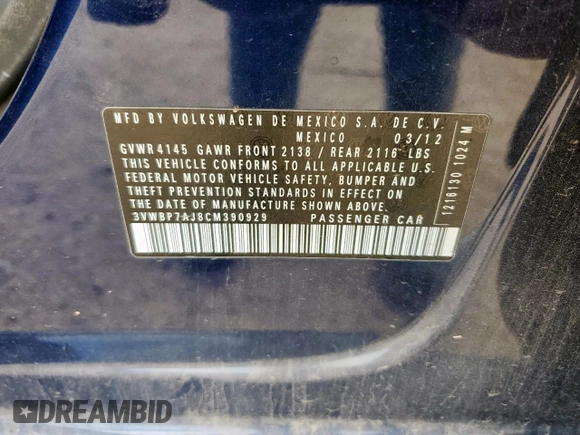 MFD BY VOLKSWAGEN DE MEXICO S.A. DE C.V.
MEXICO 03/12
GVWR 4145 GAWR FRONT 2138 / REAR 2116 LBS
THIS VEHICLE CONFORMS TO ALL APPLICABLE U.S.
FEDERAL MOTOR VEHICLE SAFETY, BUMPER AND
THEFT PREVENTION STANDARDS IN EFFECT ON
THE DATE OF MANUFACTURE SHOWN ABOVE.
3VWBP7AJ8CM390929 PASSENGER CAR
1216130 1024 M
DREAMBID